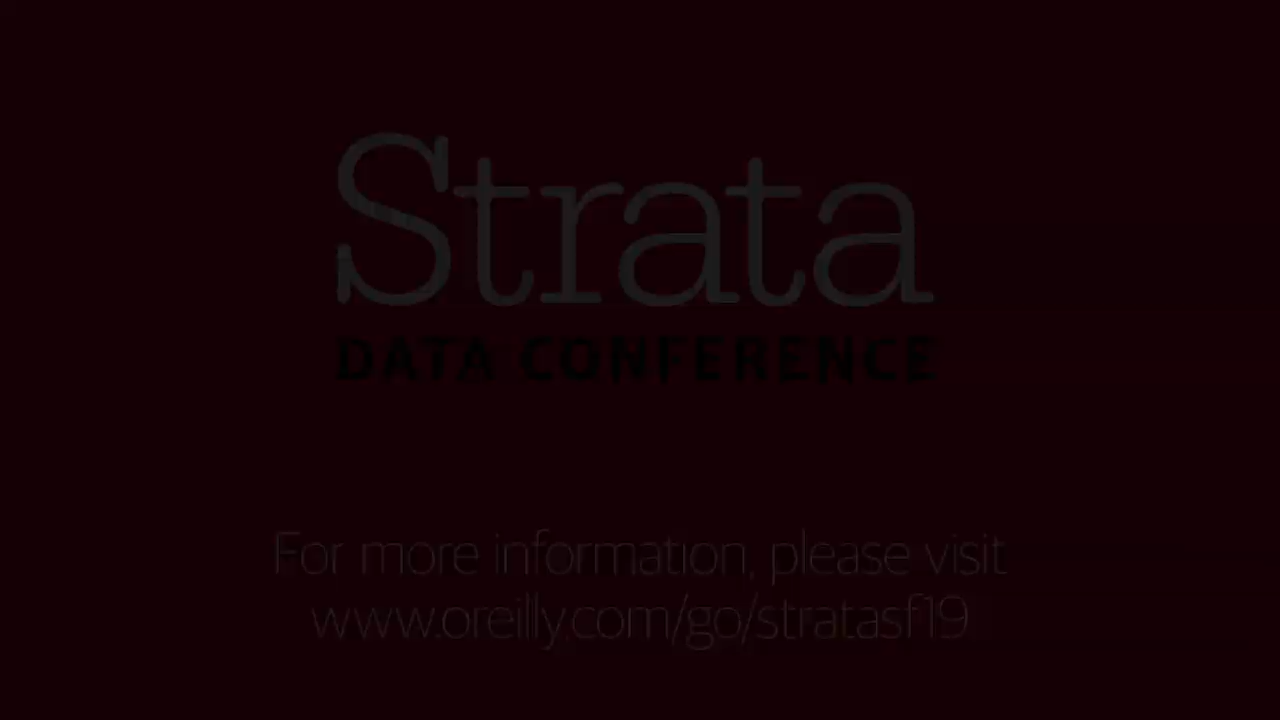 Strata
DATA CONFERENCE
For more information, please visit
www.oreilly.com/go/stratasf19